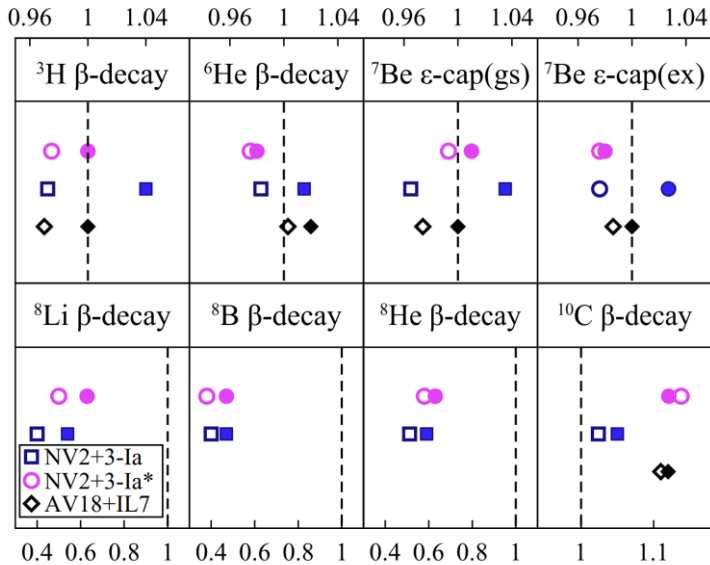 0.96 1 1.04 0.96 1 1.04 0.96 1 1.04 0.96 1 1.04
³H β-decay ⁶He β-decay ⁷Be ε-cap(gs) ⁷Be ε-cap(ex)
⁸Li β-decay ⁸B β-decay ⁸He β-decay ¹⁰C β-decay
NV2+3-Ia
NV2+3-Ia*
AV18+IL7
0.4 0.6 0.8 1 0.4 0.6 0.8 1 0.4 0.6 0.8 1 1 1.1